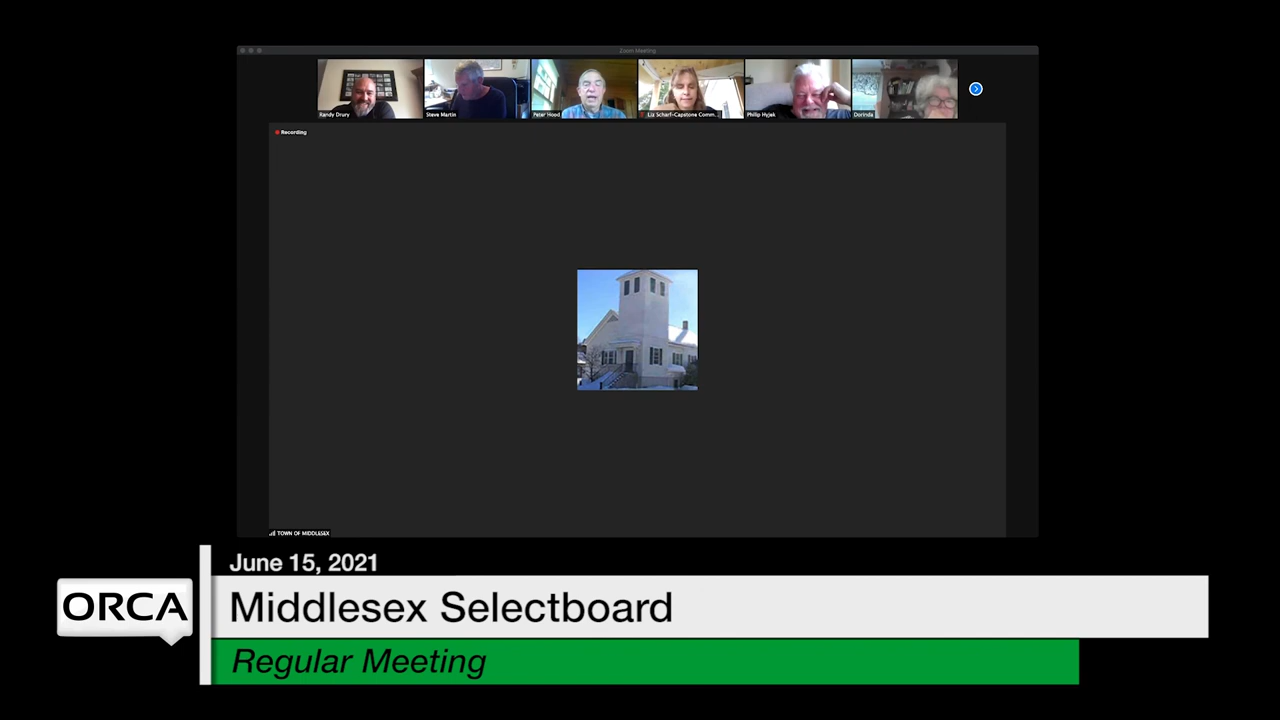 Zoom Meeting
Randy Drury
Steve Martin
Peter Hood
Liz Scharf-Capstone Comm...
Philip Hyjek
Dorinda
Recording
TOWN OF MIDDLESEX
June 15, 2021
ORCA
Middlesex Selectboard
Regular Meeting